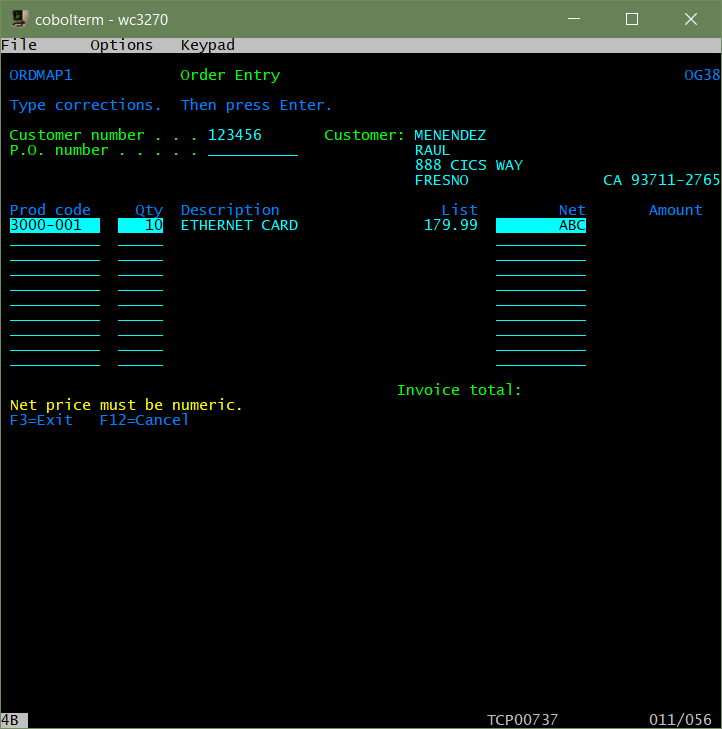 cobolterm - wc3270
File Options Keypad
ORDMAP1 Order Entry OG38
Type corrections. Then press Enter.
Customer number . . . 123456 Customer: MENENDEZ
P.O. number . . . . . RAUL
888 CICS WAY
FRESNO CA 93711-2765
Prod code Qty Description List Net Amount
3000-001 10 ETHERNET CARD 179.99 ABC
Invoice total:
Net price must be numeric.
F3=Exit F12=Cancel
4B TCP00737 011/056